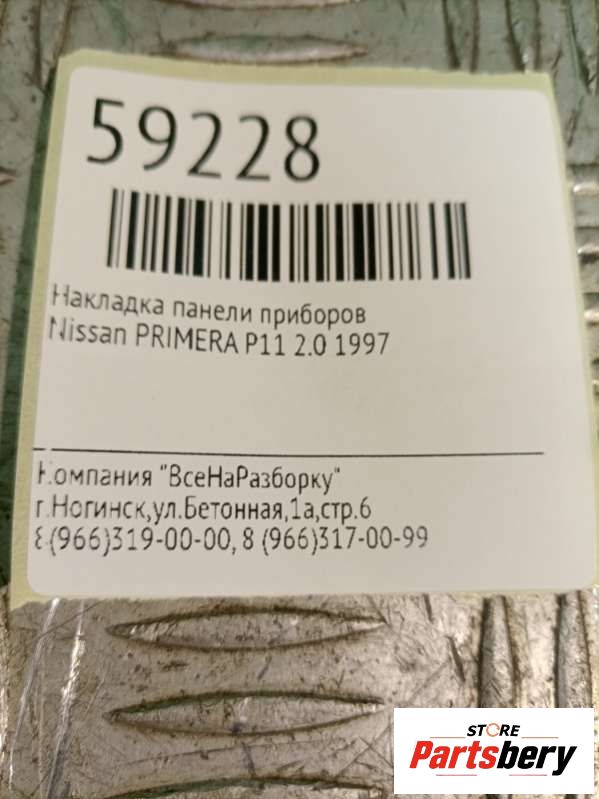 59228
Накладка панели приборов
Nissan PRIMERA P11 2.0 1997
Компания "ВсеНаРазборку"
г.Ногинск,ул.Бетонная,1а,стр.6
8(966)319-00-00, 8 (966)317-00-99
STORE
Partsbery